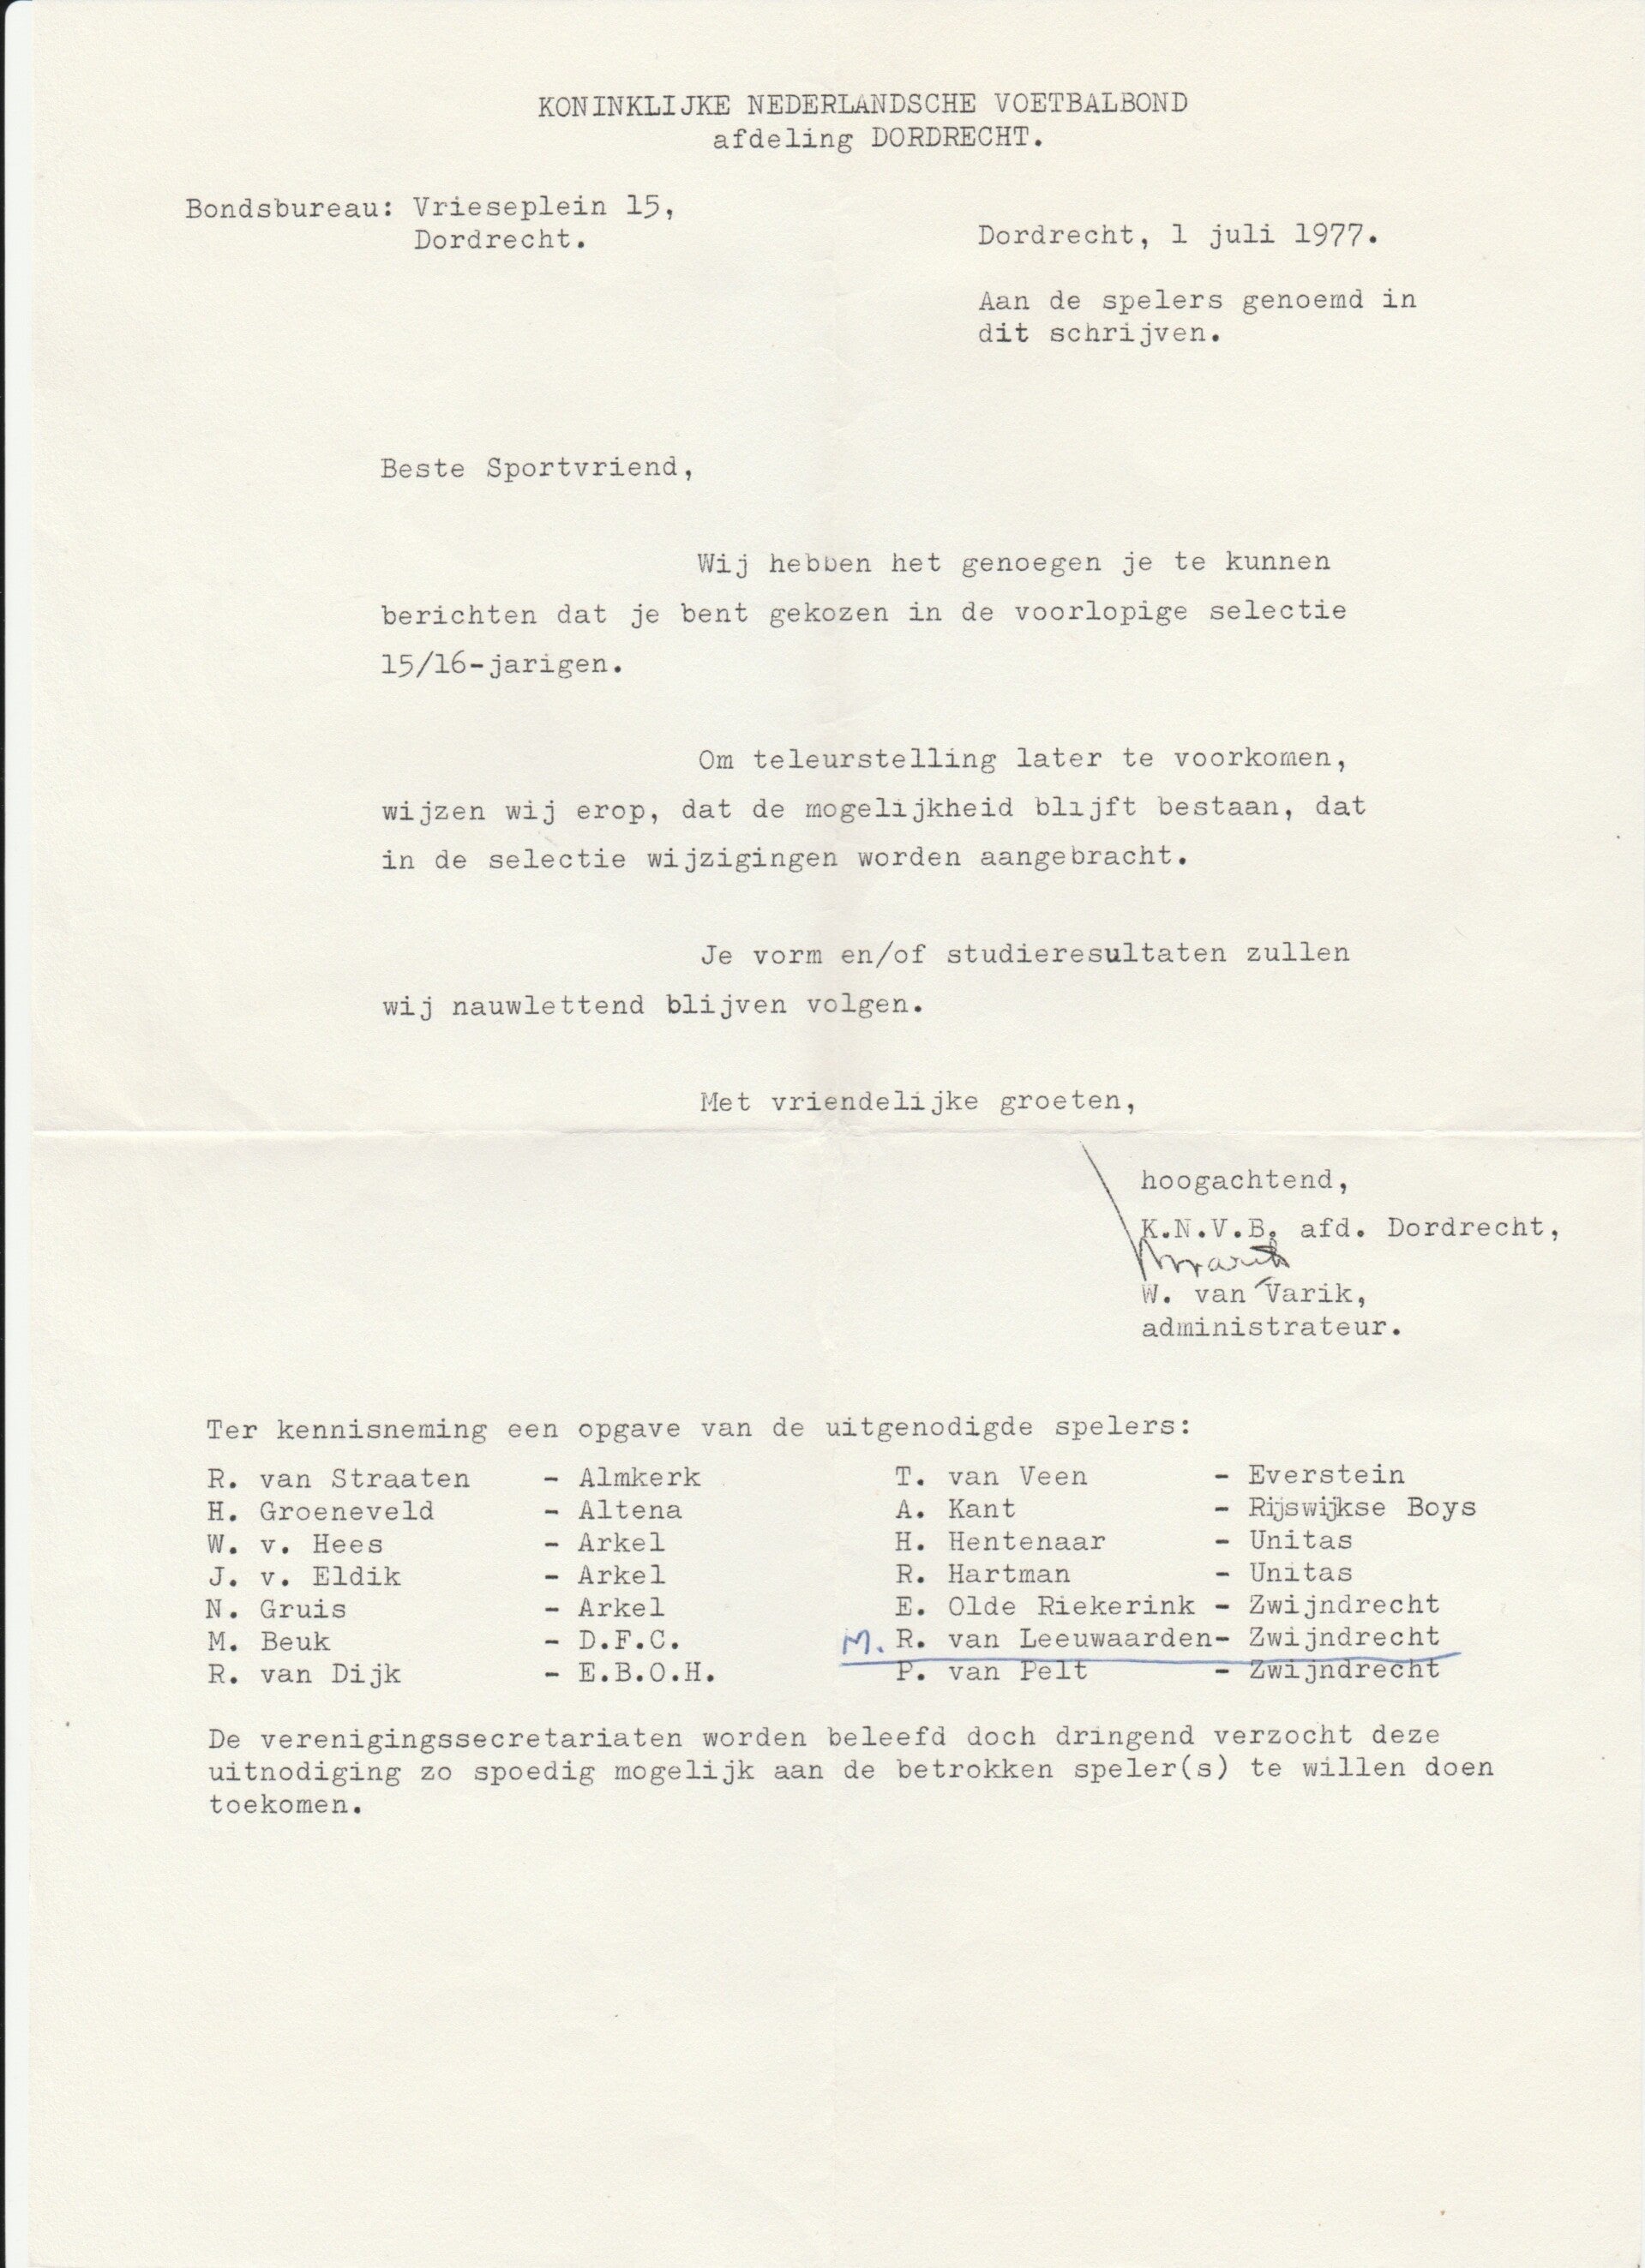 KONINKLIJKE NEDERLANDSCHE VOETBALBOND
afdeling DORDRECHT.
Bondsbureau: Vrieseplein 15,
Dordrecht.
Dordrecht, 1 juli 1977.
Aan de spelers genoemd in
dit schrijven.
Beste Sportvriend,
Wij hebben het genoegen je te kunnen
berichten dat je bent gekozen in de voorlopige selectie
15/16-jarigen.
Om teleurstelling later te voorkomen,
wijzen wij erop, dat de mogelijkheid blijft bestaan, dat
in de selectie wijzigingen worden aangebracht.
Je vorm en/of studieresultaten zullen
wij nauwlettend blijven volgen.
Met vriendelijke groeten,
hoogachtend,
K.N.V.B. afd. Dordrecht,
W. van Varik,
administrateur.
Ter kennisneming een opgave van de uitgenodigde spelers:
R. van Straaten - Almkerk T. van Veen - Everstein
H. Groeneveld - Altena A. Kant - Rijswijkse Boys
W. v. Hees - Arkel H. Hentenaar - Unitas
J. v. Eldik - Arkel R. Hartman - Unitas
N. Gruis - Arkel E. Olde Riekerink - Zwijndrecht
M. Beuk - D.F.C. M. R. van Leeuwaarden- Zwijndrecht
R. van Dijk - E.B.O.H. P. van Pelt - Zwijndrecht
De verenigingssecretariaten worden beleefd doch dringend verzocht deze
uitnodiging zo spoedig mogelijk aan de betrokken speler(s) te willen doen
toekomen.